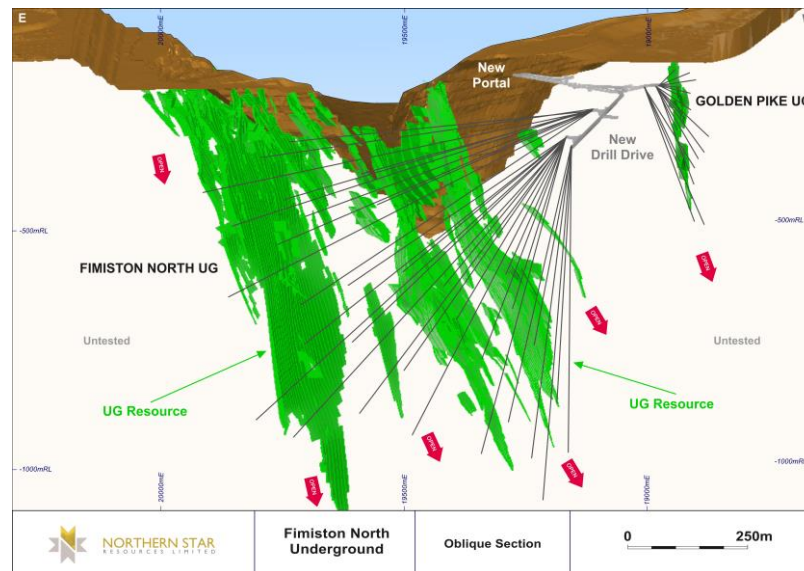 E
20000mE
19500mE
19000mE
New
Portal
GOLDEN PIKE UG
New
Drill Drive
OPEN
-500mRL
-500mRL
FIMISTON NORTH UG
OPEN
OPEN
Untested
Untested
UG Resource
UG Resource
OPEN
OPEN
OPEN
-1000mRL
-1000mRL
20000mE
19500mE
19000mE
NORTHERN STAR
RESOURCES LIMITED
Fimiston North
Underground
Oblique Section
0
250m